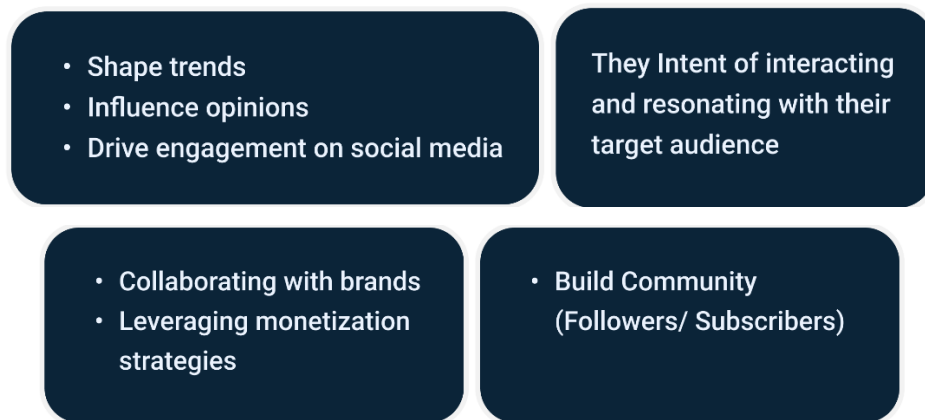 • Shape trends
• Influence opinions
• Drive engagement on social media
They Intent of interacting
and resonating with their
target audience
• Collaborating with brands
• Leveraging monetization
strategies
• Build Community
(Followers/ Subscribers)